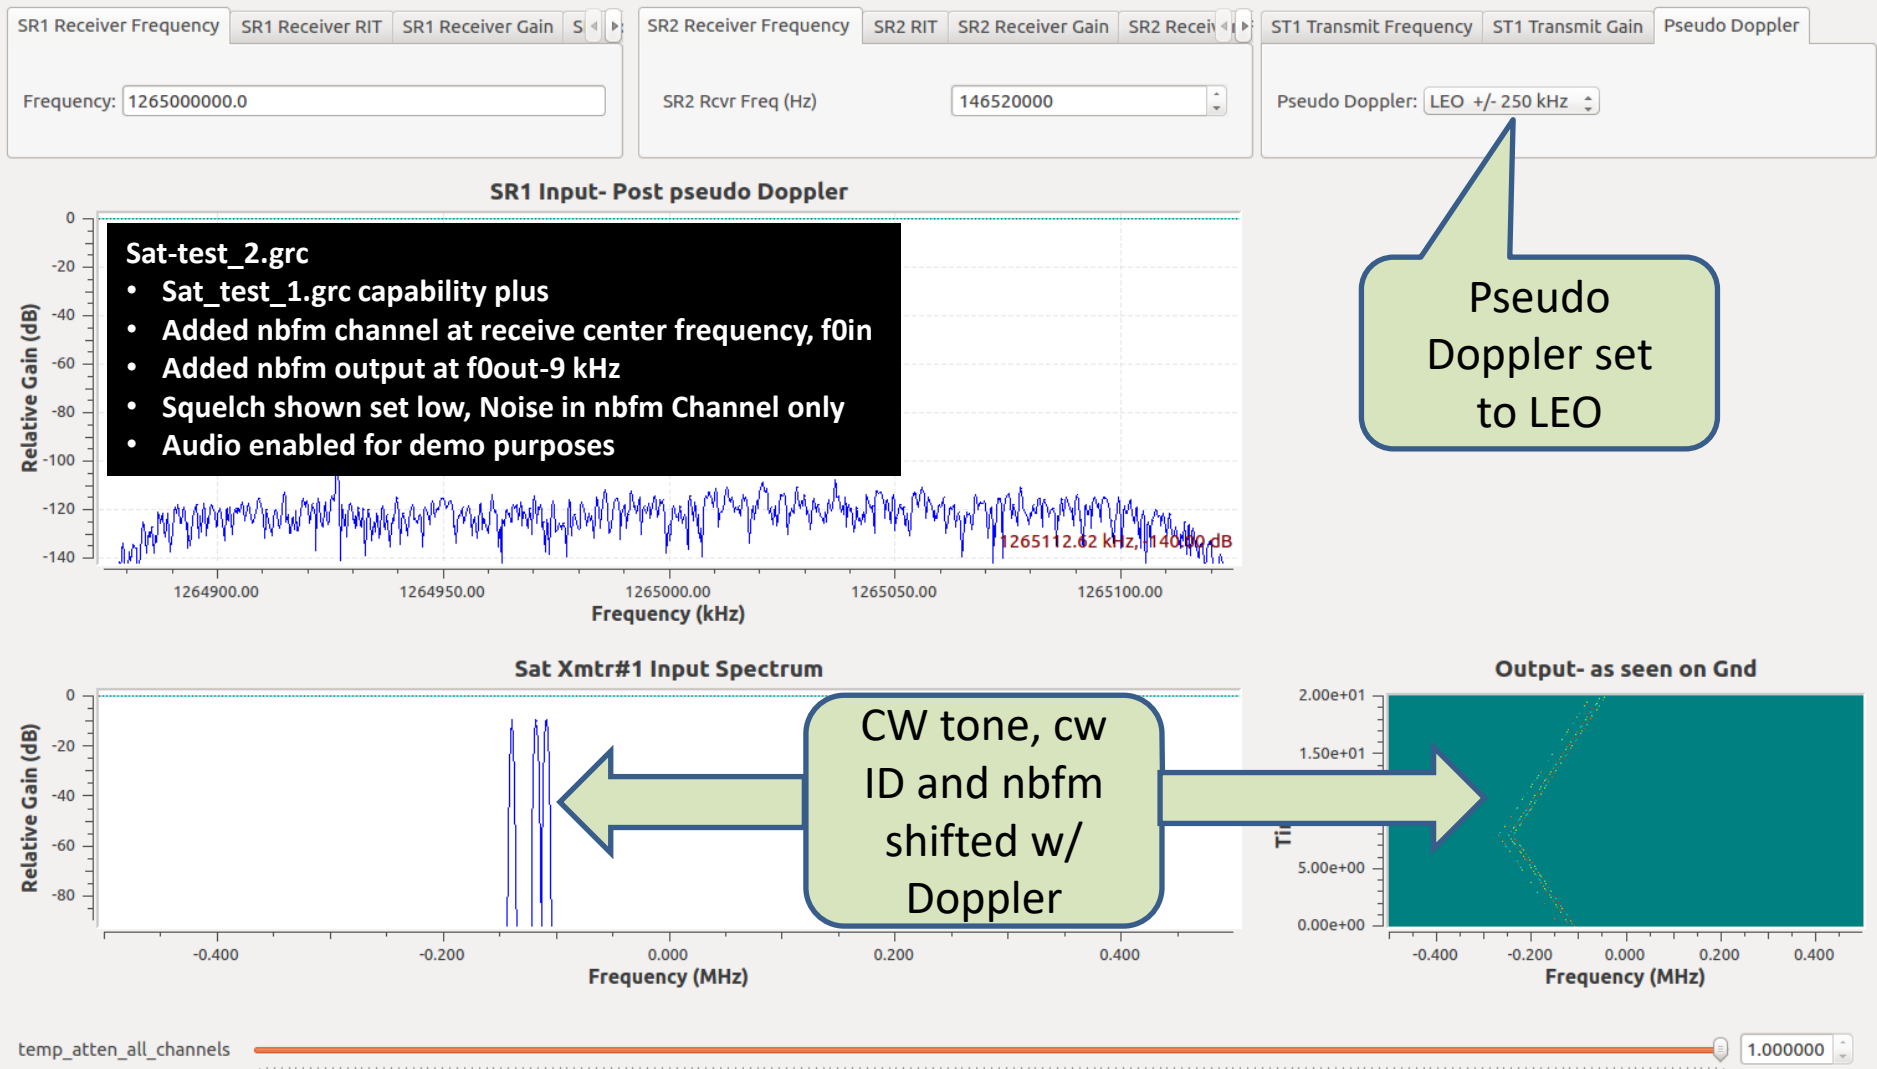 SR1 Receiver Frequency
SR1 Receiver RIT
SR1 Receiver Gain
SR2 Receiver Frequency
SR2 RIT
SR2 Receiver Gain
ST1 Transmit Frequency
ST1 Transmit Gain
Pseudo Doppler
Frequency: 1265000000.0
SR2 Rcvr Freq (Hz)
146520000
Pseudo Doppler: LEO +/- 250 kHz
SR1 Input- Post pseudo Doppler
Sat-test_2.grc
• Sat_test_1.grc capability plus
• Added nbfm channel at receive center frequency, f0in
• Added nbfm output at f0out-9 kHz
• Squelch shown set low, Noise in nbfm Channel only
• Audio enabled for demo purposes
Relative Gain (dB)
0
-20
-40
-60
-80
-100
-120
-140
1265112.62 kHz, -140.00 dB
1264900.00
1264950.00
1265000.00
1265050.00
1265100.00
Frequency (kHz)
Pseudo
Doppler set
to LEO
Sat Xmtr#1 Input Spectrum
Relative Gain (dB)
0
-20
-40
-60
-80
-0.400
-0.200
0.000
0.200
0.400
Frequency (MHz)
CW tone, cw
ID and nbfm
shifted w/
Doppler
Output- as seen on Gnd
2.00e+01
1.50e+01
5.00e+00
0.00e+00
-0.400
-0.200
0.000
0.200
0.400
Frequency (MHz)
temp_atten_all_channels
1.000000